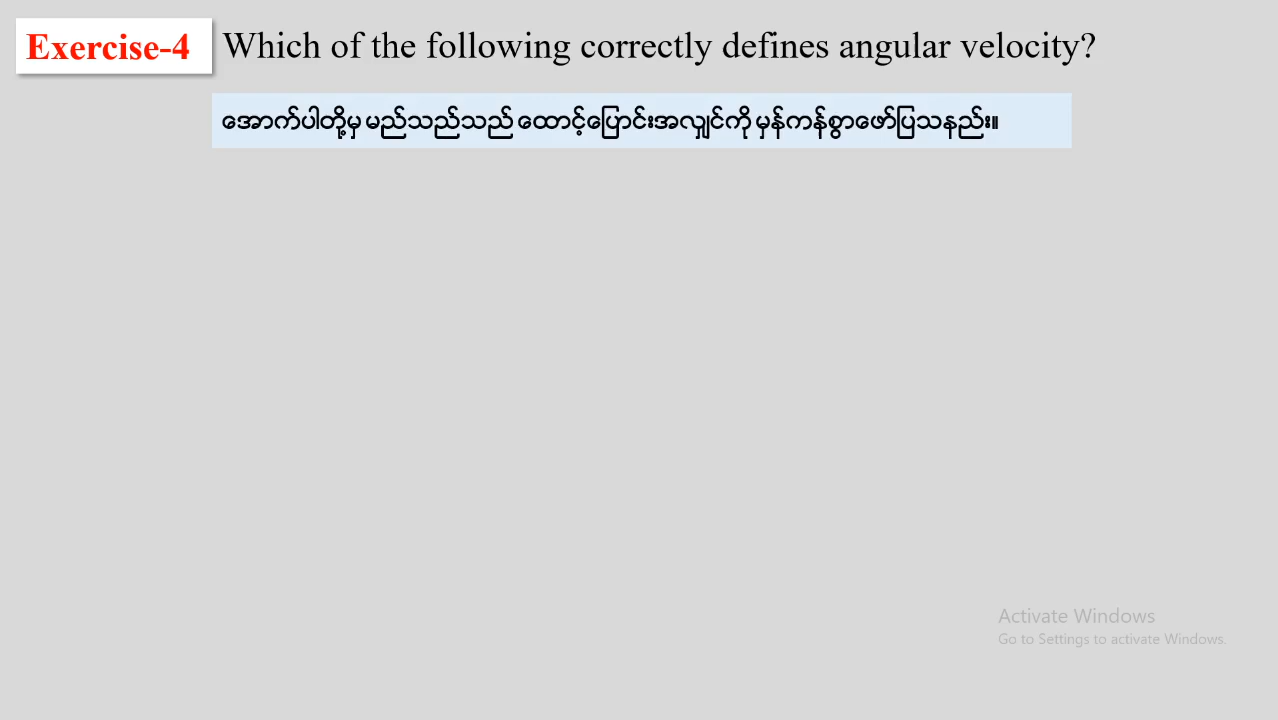 Exercise-4 Which of the following correctly defines angular velocity?
အောက်ပါတို့မှ မည်သည်သည် ထောင့်ပြောင်းအလျှင်ကို မှန်ကန်စွာဖော်ပြသနည်း။
Activate Windows
Go to Settings to activate Windows.